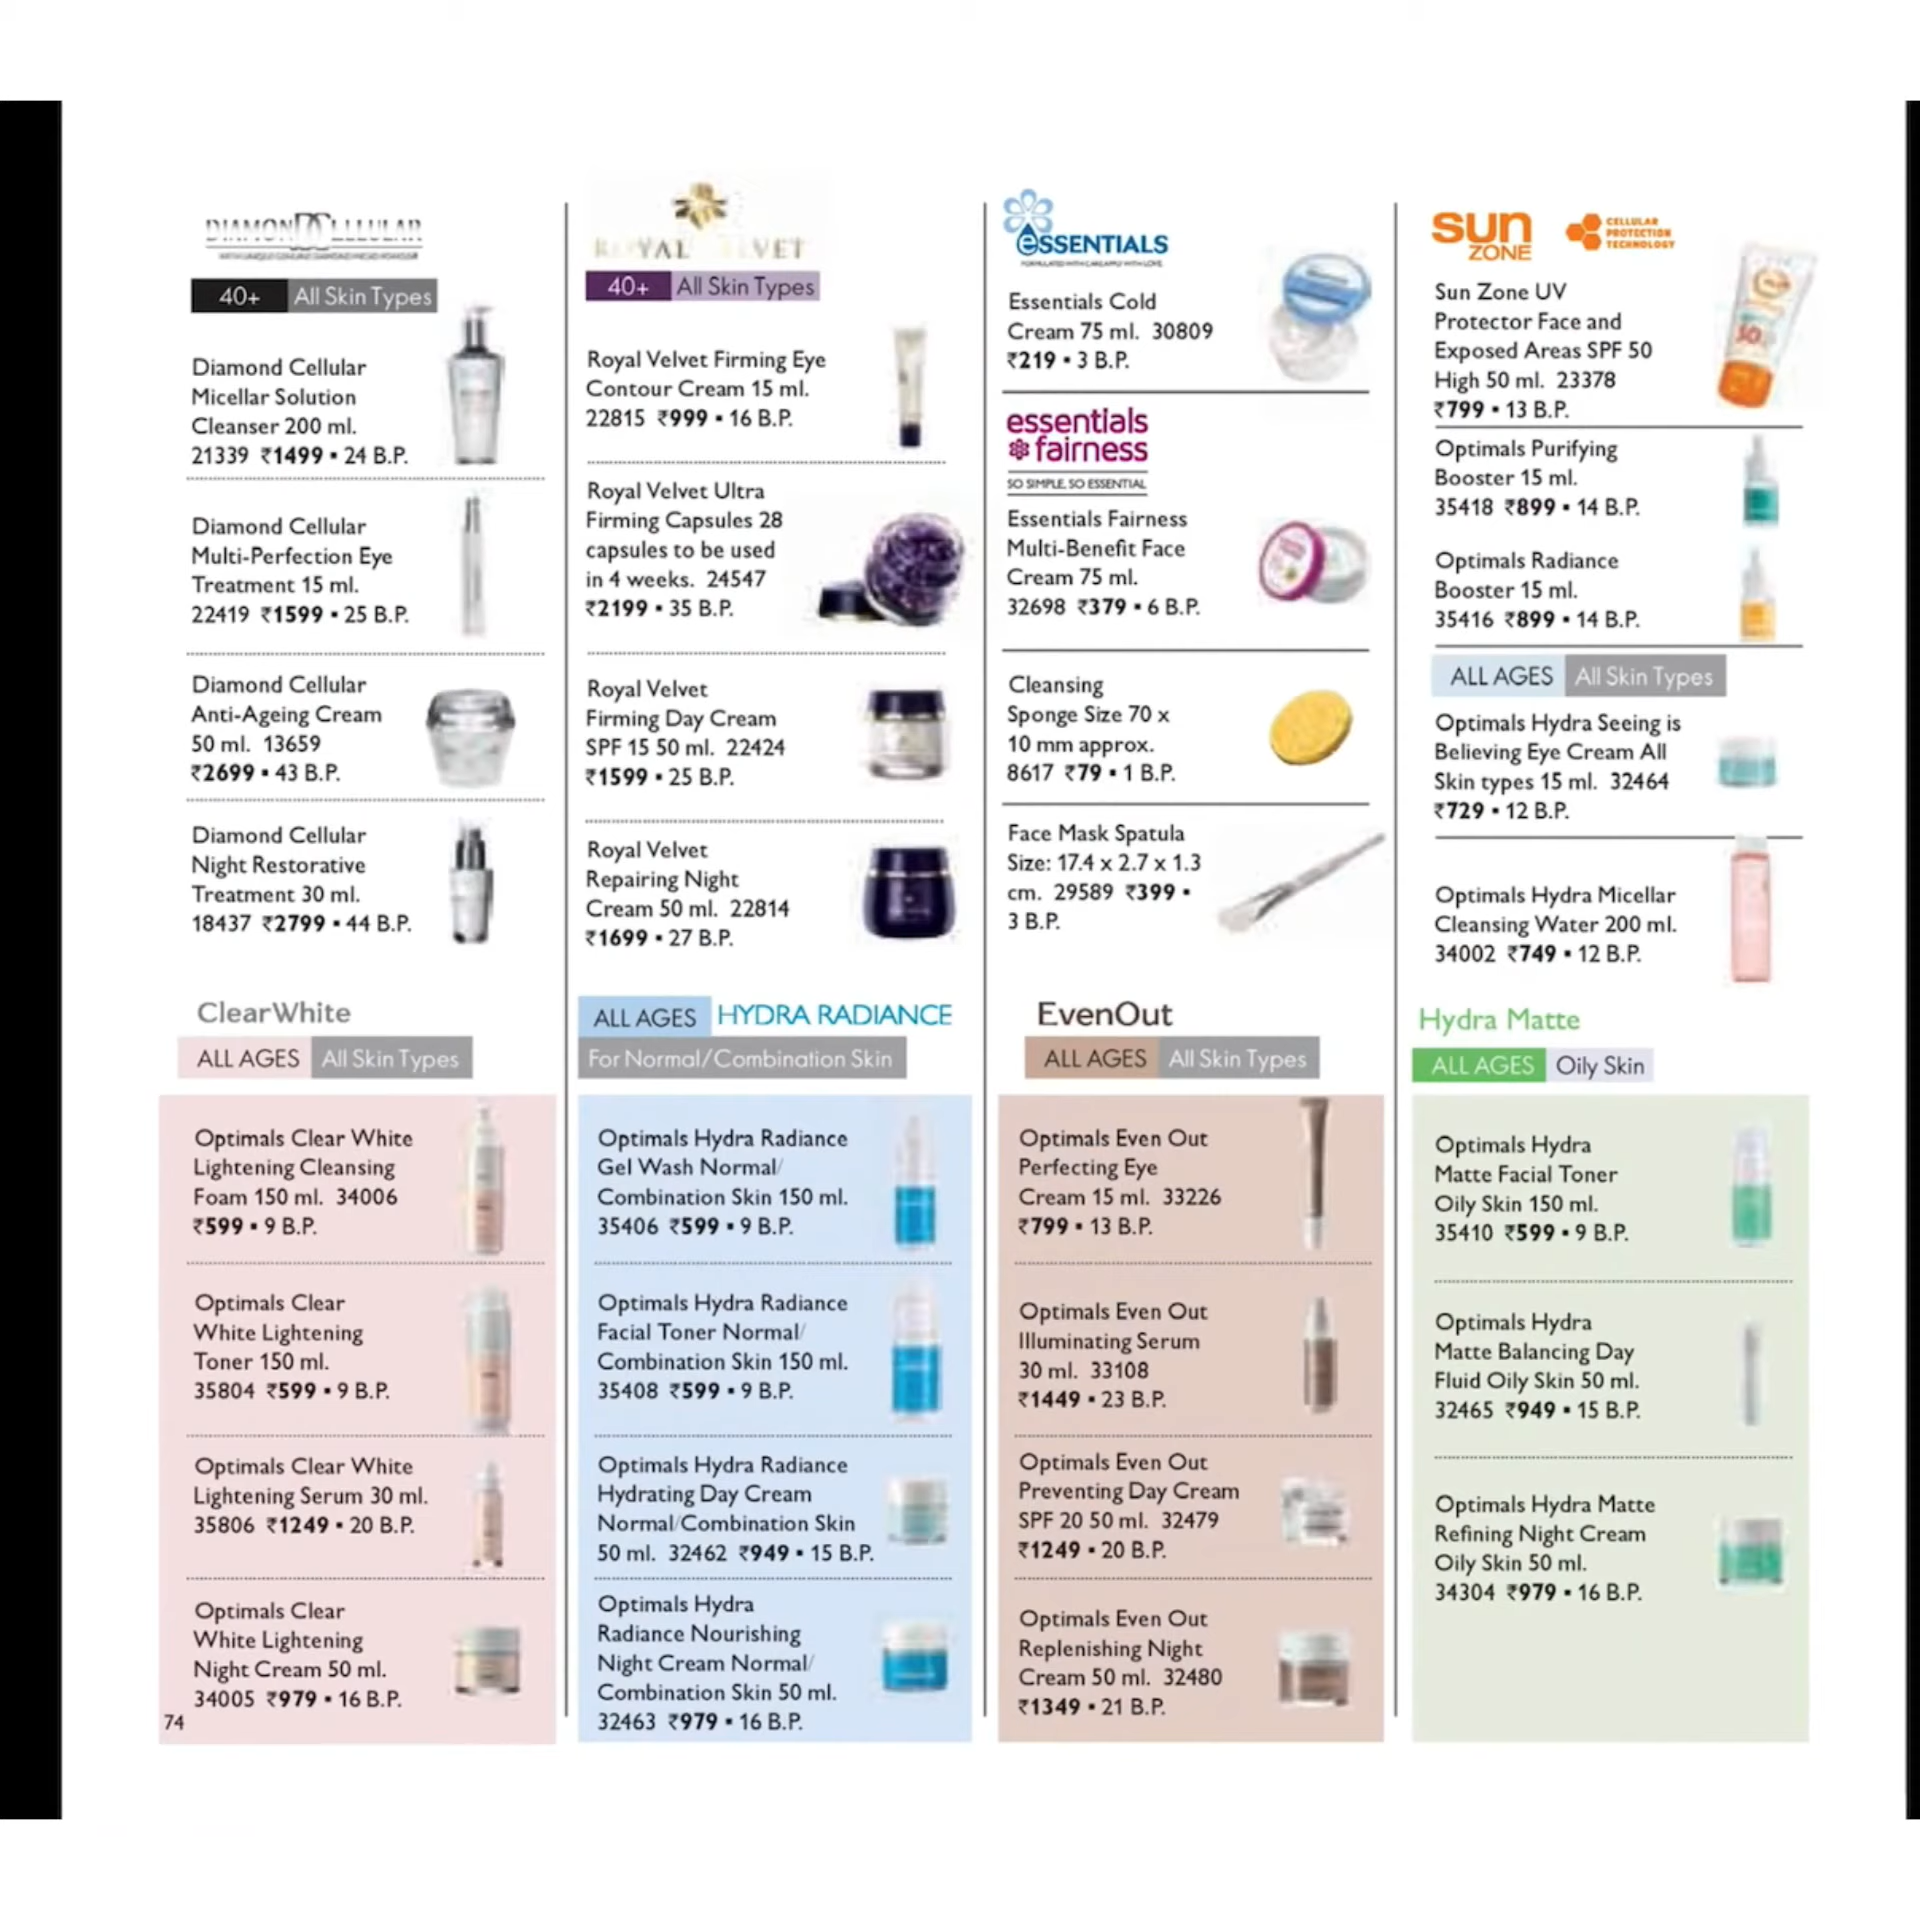 DIAMOND CELLULAR
40+ All Skin Types
Diamond Cellular
Micellar Solution
Cleanser 200 ml.
21339 ₹1499 ▪ 24 B.P.
Diamond Cellular
Multi-Perfection Eye
Treatment 15 ml.
22419 ₹1599 ▪ 25 B.P.
Diamond Cellular
Anti-Ageing Cream
50 ml. 13659
₹2699 ▪ 43 B.P.
Diamond Cellular
Night Restorative
Treatment 30 ml.
18437 ₹2799 ▪ 44 B.P.
ROYAL VELVET
40+ All Skin Types
Royal Velvet Firming Eye
Contour Cream 15 ml.
22815 ₹999 ▪ 16 B.P.
Royal Velvet Ultra
Firming Capsules 28
capsules to be used
in 4 weeks. 24547
₹2199 ▪ 35 B.P.
Royal Velvet
Firming Day Cream
SPF 15 50 ml. 22424
₹1599 ▪ 25 B.P.
Royal Velvet
Repairing Night
Cream 50 ml. 22814
₹1699 ▪ 27 B.P.
eSSENTIALS
Essentials Cold
Cream 75 ml. 30809
₹219 ▪ 3 B.P.
essentials
fairness
SO SIMPLE, SO ESSENTIAL
Essentials Fairness
Multi-Benefit Face
Cream 75 ml.
32698 ₹379 ▪ 6 B.P.
Cleansing
Sponge Size 70 x
10 mm approx.
8617 ₹79 ▪ 1 B.P.
Face Mask Spatula
Size: 17.4 x 2.7 x 1.3
cm. 29589 ₹399 ▪
3 B.P.
sun
ZONE
CELLULAR
PROTECTION
TECHNOLOGY
Sun Zone UV
Protector Face and
Exposed Areas SPF 50
High 50 ml. 23378
₹799 ▪ 13 B.P.
Optimals Purifying
Booster 15 ml.
35418 ₹899 ▪ 14 B.P.
Optimals Radiance
Booster 15 ml.
35416 ₹899 ▪ 14 B.P.
ALL AGES All Skin Types
Optimals Hydra Seeing is
Believing Eye Cream All
Skin types 15 ml. 32464
₹729 ▪ 12 B.P.
Optimals Hydra Micellar
Cleansing Water 200 ml.
34002 ₹749 ▪ 12 B.P.
ClearWhite
ALL AGES All Skin Types
Optimals Clear White
Lightening Cleansing
Foam 150 ml. 34006
₹599 ▪ 9 B.P.
Optimals Clear
White Lightening
Toner 150 ml.
35804 ₹599 ▪ 9 B.P.
Optimals Clear White
Lightening Serum 30 ml.
35806 ₹1249 ▪ 20 B.P.
Optimals Clear
White Lightening
Night Cream 50 ml.
34005 ₹979 ▪ 16 B.P.
74
ALL AGES HYDRA RADIANCE
For Normal/Combination Skin
Optimals Hydra Radiance
Gel Wash Normal/
Combination Skin 150 ml.
35406 ₹599 ▪ 9 B.P.
Optimals Hydra Radiance
Facial Toner Normal/
Combination Skin 150 ml.
35408 ₹599 ▪ 9 B.P.
Optimals Hydra Radiance
Hydrating Day Cream
Normal/Combination Skin
50 ml. 32462 ₹949 ▪ 15 B.P.
Optimals Hydra
Radiance Nourishing
Night Cream Normal/
Combination Skin 50 ml.
32463 ₹979 ▪ 16 B.P.
EvenOut
ALL AGES All Skin Types
Optimals Even Out
Perfecting Eye
Cream 15 ml. 33226
₹799 ▪ 13 B.P.
Optimals Even Out
Illuminating Serum
30 ml. 33108
₹1449 ▪ 23 B.P.
Optimals Even Out
Preventing Day Cream
SPF 20 50 ml. 32479
₹1249 ▪ 20 B.P.
Optimals Even Out
Replenishing Night
Cream 50 ml. 32480
₹1349 ▪ 21 B.P.
Hydra Matte
ALL AGES Oily Skin
Optimals Hydra
Matte Facial Toner
Oily Skin 150 ml.
35410 ₹599 ▪ 9 B.P.
Optimals Hydra
Matte Balancing Day
Fluid Oily Skin 50 ml.
32465 ₹949 ▪ 15 B.P.
Optimals Hydra Matte
Refining Night Cream
Oily Skin 50 ml.
34304 ₹979 ▪ 16 B.P.